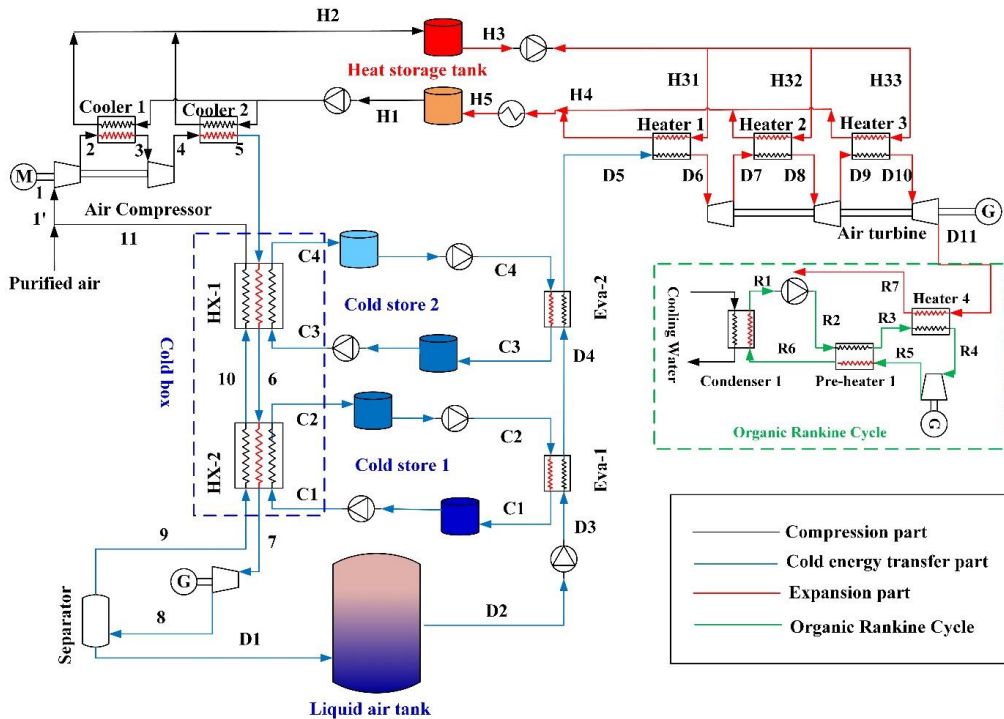 H2
H3
Heat storage tank
H31
H32
H33
Cooler 1
Cooler 2
H1
H5
H4
Heater 1
Heater 2
Heater 3
2
3
4
5
M
1
D5
D6
D7
D8
D9
D10
G
1'
Air Compressor
11
Air turbine
D11
Purified air
C4
C4
Cold store 2
HX-1
Eva-2
C3
C3
D4
Cold box
10
6
C2
C2
Cold store 1
HX-2
Eva-1
C1
C1
D3
9
7
G
8
Separator
D1
D2
Liquid air tank
Cooling Water
R1
R7
Heater 4
R2
R3
R4
R6
R5
Condenser 1
Pre-heater 1
G
Organic Rankine Cycle
Compression part
Cold energy transfer part
Expansion part
Organic Rankine Cycle